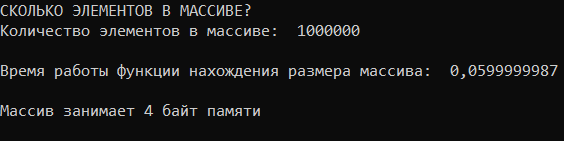 СКОЛЬКО ЭЛЕМЕНТОВ В МАССИВЕ?
Количество элементов в массиве:  1000000
Время работы функции нахождения размера массива:  0,0599999987
Массив занимает 4 байт памяти